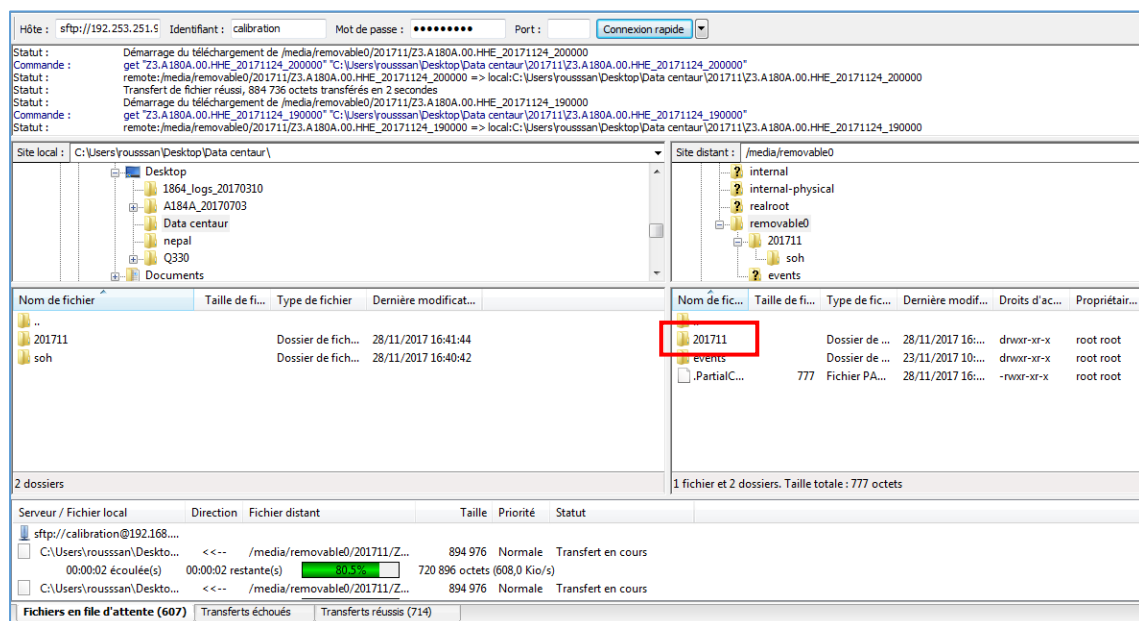 Hôte : sftp://192.253.251.9 Identifiant : calibration Mot de passe : ••••••••• Port : Connexion rapide
Statut : Démarrage du téléchargement de /media/removable0/201711/Z3.A180A.00.HHE_20171124_200000
Commande : get "Z3.A180A.00.HHE_20171124_200000" "C:\Users\rousssan\Desktop\Data centaur\201711\Z3.A180A.00.HHE_20171124_200000"
Statut : remote:/media/removable0/201711/Z3.A180A.00.HHE_20171124_200000 => local:C:\Users\rousssan\Desktop\Data centaur\201711\Z3.A180A.00.HHE_20171124_200000
Statut : Transfert de fichier réussi, 884 736 octets transférés en 2 secondes
Statut : Démarrage du téléchargement de /media/removable0/201711/Z3.A180A.00.HHE_20171124_190000
Commande : get "Z3.A180A.00.HHE_20171124_190000" "C:\Users\rousssan\Desktop\Data centaur\201711\Z3.A180A.00.HHE_20171124_190000"
Statut : remote:/media/removable0/201711/Z3.A180A.00.HHE_20171124_190000 => local:C:\Users\rousssan\Desktop\Data centaur\201711\Z3.A180A.00.HHE_20171124_190000
Site local : C:\Users\rousssan\Desktop\Data centaur\
Desktop
1864_logs_20170310
A184A_20170703
Data centaur
nepal
Q330
Documents
Site distant : /media/removable0
internal
internal-physical
realroot
removable0
201711
soh
events
Nom de fichier Taille de fi... Type de fichier Dernière modificat...
..
201711 Dossier de fich... 28/11/2017 16:41:44
soh Dossier de fich... 28/11/2017 16:40:42
2 dossiers
Nom de fic... Taille de fi... Type de fic... Dernière modif... Droits d'ac... Propriétair...
..
201711 Dossier de ... 28/11/2017 16:... drwxr-xr-x root root
events Dossier de ... 23/11/2017 10:... drwxr-xr-x root root
.PartialC... 777 Fichier PA... 28/11/2017 16:... -rwxr-xr-x root root
1 fichier et 2 dossiers. Taille totale : 777 octets
Serveur / Fichier local Direction Fichier distant Taille Priorité Statut
sftp://calibration@192.168....
C:\Users\rousssan\Deskto... <<-- /media/removable0/201711/Z... 894 976 Normale Transfert en cours
00:00:02 écoulée(s) 00:00:02 restante(s) 80.5% 720 896 octets (608,0 Kio/s)
C:\Users\rousssan\Deskto... <<-- /media/removable0/201711/Z... 894 976 Normale Transfert en cours
Fichiers en file d'attente (607) Transferts échoués Transferts réussis (714)